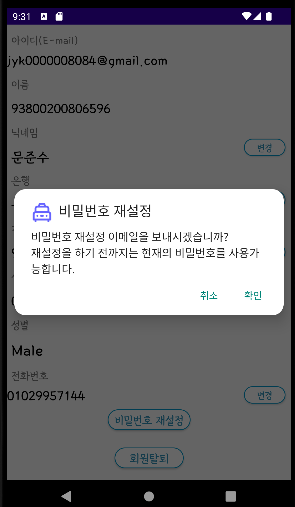 9:31
아이디(E-mail)
jyk0000008084@gmail.com
이름
93800200806596
닉네임
변경
문준수
은행
비밀번호 재설정
비밀번호 재설정 이메일을 보내시겠습니까?
재설정을 하기 전까지는 현재의 비밀번호를 사용가
능합니다.
취소 확인
성별
Male
전화번호
01029957144
변경
비밀번호 재설정
회원탈퇴